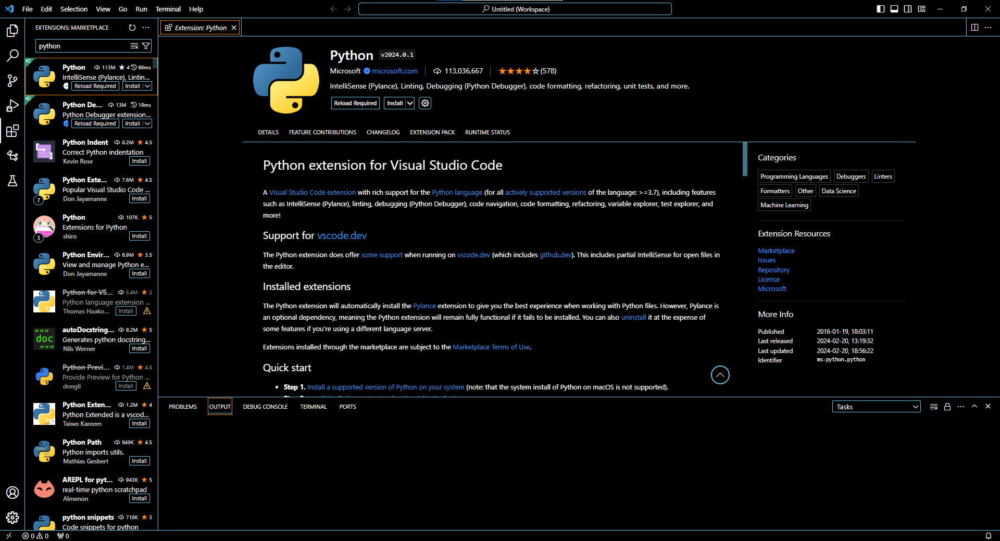 File Edit Selection View Go Run Terminal Help
Untitled (Workspace)
EXTENSIONS: MARKETPLACE
python
Python 113M 4 66ms
IntelliSense (Pylance), Lintin...
Reload Required Install
Python De... 13M 19ms
Python Debugger extension...
Reload Required Install
Python Indent 8.2M 4.5
Correct Python indentation
Kevin Rose Install
Python Exte... 7.6M 4.5
Popular Visual Studio Code ...
7 Don Jayamanne Install
Python 107K 5
Extensions for Python
3 shiro Install
Python Envir... 6.9M 3.5
View and manage Python e...
Don Jayamanne Install
Python for VS... 5.4M 2
Python language extension ...
Thomas Haako... Install
autoDocstring... 8.2M 5
Generates python docstring...
Nils Werner Install
""" doc """
Python Previ... 1.4M 4.5
Provide Preview for Python ...
dongli Install
Python Exten... 1.2M 4
Python Extended is a vscod...
Taiwo Kareem Install
Python Path 949K 4.5
Python imports utils.
Mathias Gesbert Install
AREPL for pyt... 943K 5
real-time python scratchpad
Almenon Install
python snippets 718K 3
Code snippets for python
Extension: Python
Python v2024.0.1
Microsoft microsoft.com 113,036,667 (578)
IntelliSense (Pylance), Linting, Debugging (Python Debugger), code formatting, refactoring, unit tests, and more.
Reload Required Install
DETAILS FEATURE CONTRIBUTIONS CHANGELOG EXTENSION PACK RUNTIME STATUS
Python extension for Visual Studio Code
A Visual Studio Code extension with rich support for the Python language (for all actively supported versions of the language: >=3.7), including features
such as IntelliSense (Pylance), linting, debugging (Python Debugger), code navigation, code formatting, refactoring, variable explorer, test explorer, and
more!
Support for vscode.dev
The Python extension does offer some support when running on vscode.dev (which includes github.dev). This includes partial IntelliSense for open files in
the editor.
Installed extensions
The Python extension will automatically install the Pylance extension to give you the best experience when working with Python files. However, Pylance is
an optional dependency, meaning the Python extension will remain fully functional if it fails to be installed. You can also uninstall it at the expense of
some features if you're using a different language server.
Extensions installed through the marketplace are subject to the Marketplace Terms of Use.
Quick start
• Step 1. Install a supported version of Python on your system (note: that the system install of Python on macOS is not supported).
Categories
Programming Languages Debuggers Linters
Formatters Other Data Science
Machine Learning
Extension Resources
Marketplace
Issues
Repository
License
Microsoft
More Info
Published 2016-01-19, 18:03:11
Last released 2024-02-20, 13:19:32
Last updated 2024-02-20, 18:56:22
Identifier ms-python.python
PROBLEMS OUTPUT DEBUG CONSOLE TERMINAL PORTS
Tasks
0 0 0